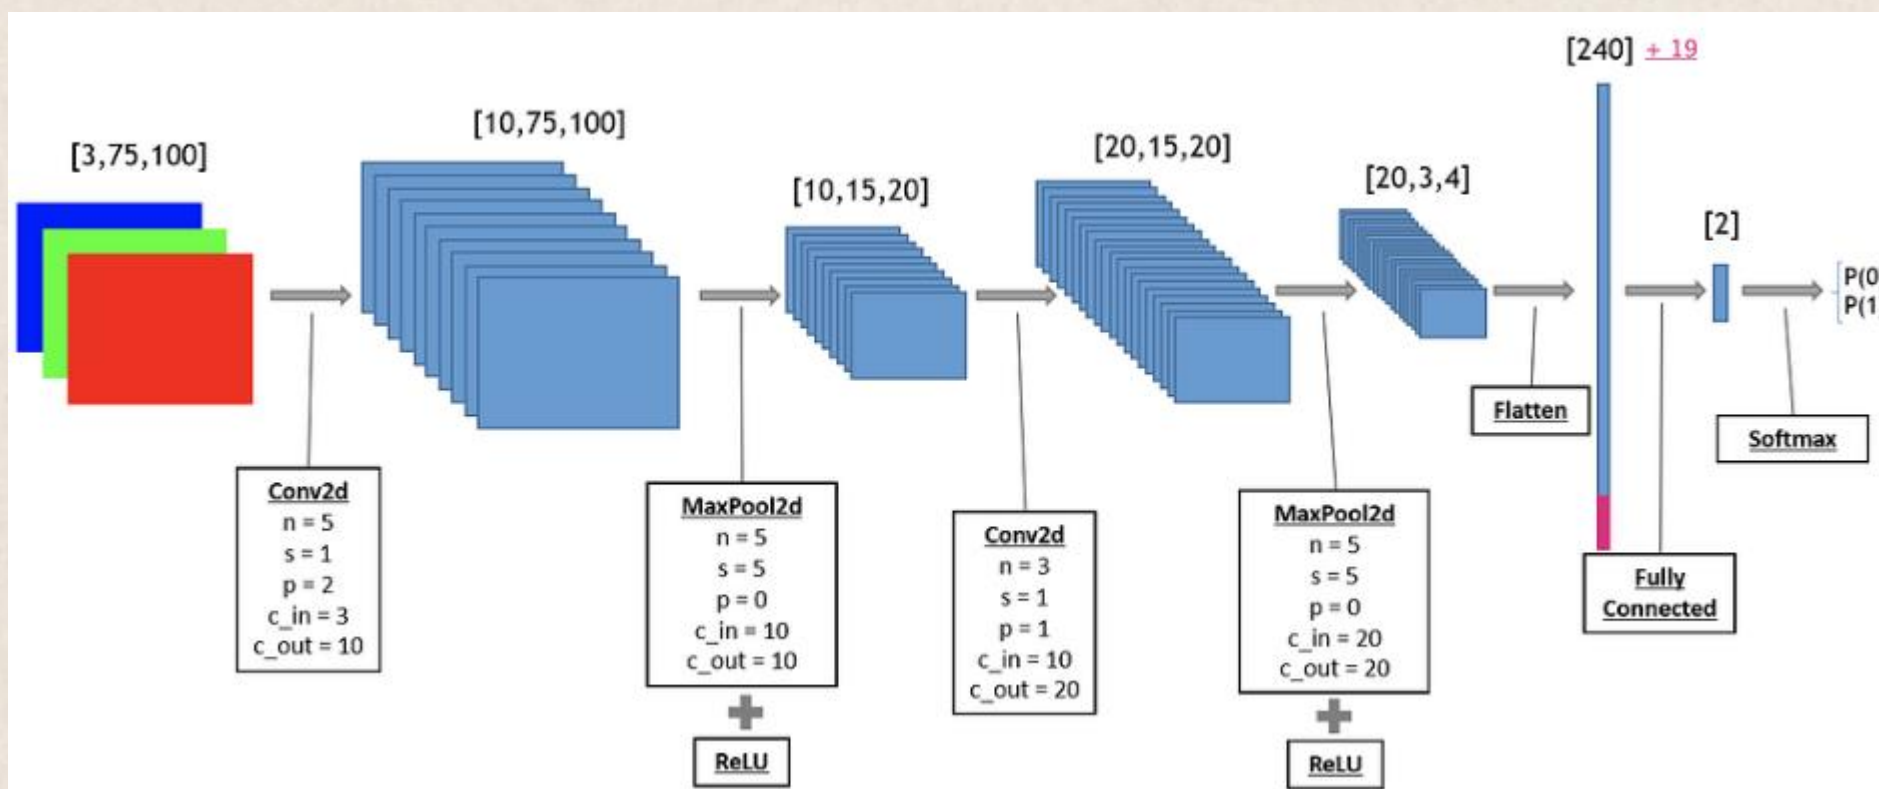 [3,75,100]
[10,75,100]
[10,15,20]
[20,15,20]
[20,3,4]
[240] + 19
[2]
P(0
P(1
Conv2d
n = 5
s = 1
p = 2
c_in = 3
c_out = 10
MaxPool2d
n = 5
s = 5
p = 0
c_in = 10
c_out = 10
ReLU
Conv2d
n = 3
s = 1
p = 1
c_in = 10
c_out = 20
MaxPool2d
n = 5
s = 5
p = 0
c_in = 20
c_out = 20
ReLU
Flatten
Fully
Connected
Softmax